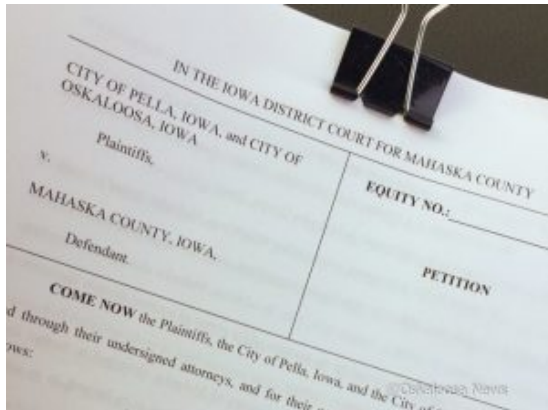 IN THE IOWA DISTRICT COURT FOR MAHASKA COUNTY
CITY OF PELLA, IOWA, and CITY OF
OSKALOOSA, IOWA
Plaintiffs,
v.
MAHASKA COUNTY, IOWA,
Defendant.
EQUITY NO.:
PETITION
COME NOW the Plaintiffs, the City of Pella, Iowa, and the City of
d through their undersigned attorneys, and for their
ows:
©Oskaloosa News